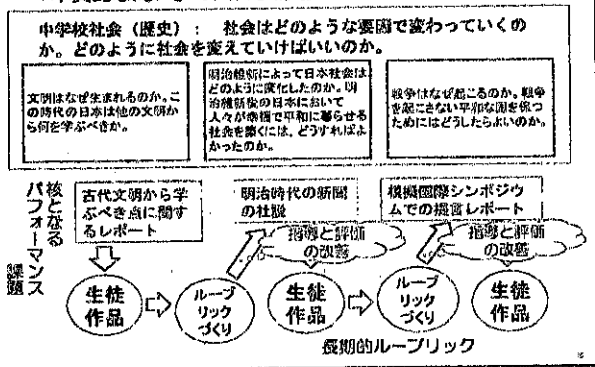 中学校社会（歴史）： 社会はどのような要因で変わっていくの
か。どのように社会を変えていけばいいのか。
文明はなぜ生まれるのか。こ
の時代の日本は他の文明か
ら何を学ぶべきか。
明治維新によって日本社会は
どのように変化したのか。明
治維新後の日本において
人々が幸福で平和に暮らせる
社会を築くには、どうすればよ
かったのか。
戦争はなぜ起こるのか。戦争
を起こさない平和な国を保つ
ためにはどうしたらよいのか。
核となる
パフォーマンス
課題
古代文明から学
ぶべき点に関す
るレポート
明治時代の新聞
の社説
模擬国際シンポジウ
ムでの提言レポート
指導と評価
の改善
指導と評価
の改善
生徒
作品
ルーブ
リック
づくり
生徒
作品
ルーブ
リック
づくり
生徒
作品
長期的ルーブリック